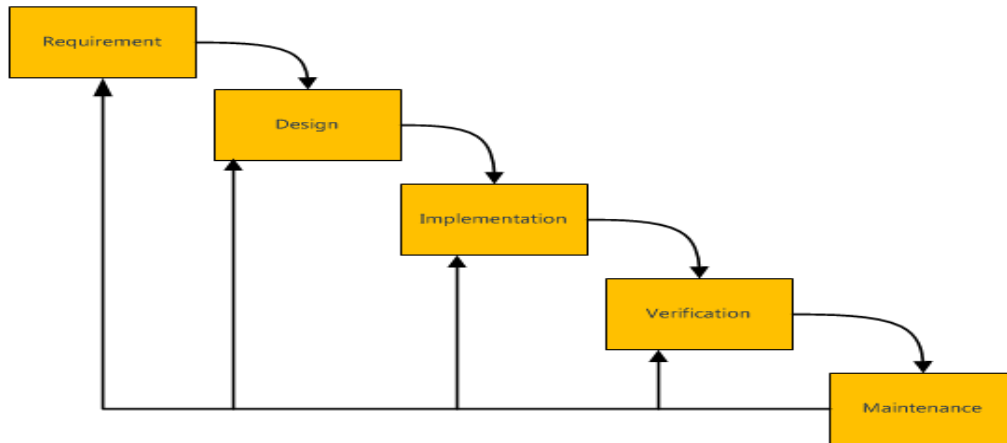 Requirement
Design
Implementation
Verification
Maintenance